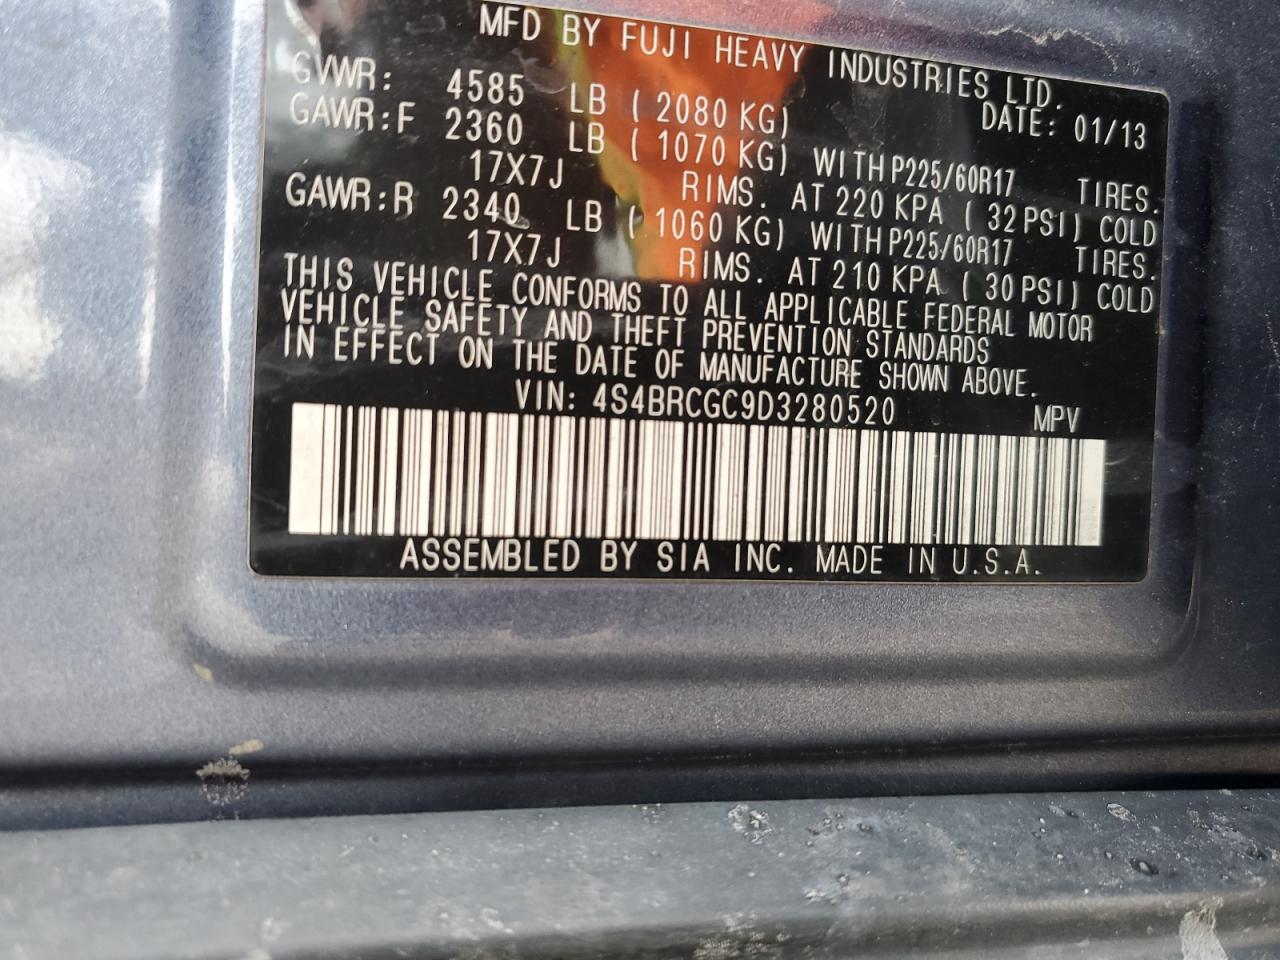 MFD BY FUJI HEAVY INDUSTRIES LTD.
DATE: 01/13
GVWR: 4585 LB ( 2080 KG)
GAWR:F 2360 LB ( 1070 KG) WITH P225/60R17 TIRES.
17X7J RIMS. AT 220 KPA ( 32 PSI) COLD
GAWR:R 2340 LB ( 1060 KG) WITH P225/60R17 TIRES.
17X7J RIMS. AT 210 KPA ( 30 PSI) COLD
THIS VEHICLE CONFORMS TO ALL APPLICABLE FEDERAL MOTOR
VEHICLE SAFETY AND THEFT PREVENTION STANDARDS
IN EFFECT ON THE DATE OF MANUFACTURE SHOWN ABOVE.
VIN: 4S4BRCGC9D3280520 MPV
ASSEMBLED BY SIA INC. MADE IN U.S.A.